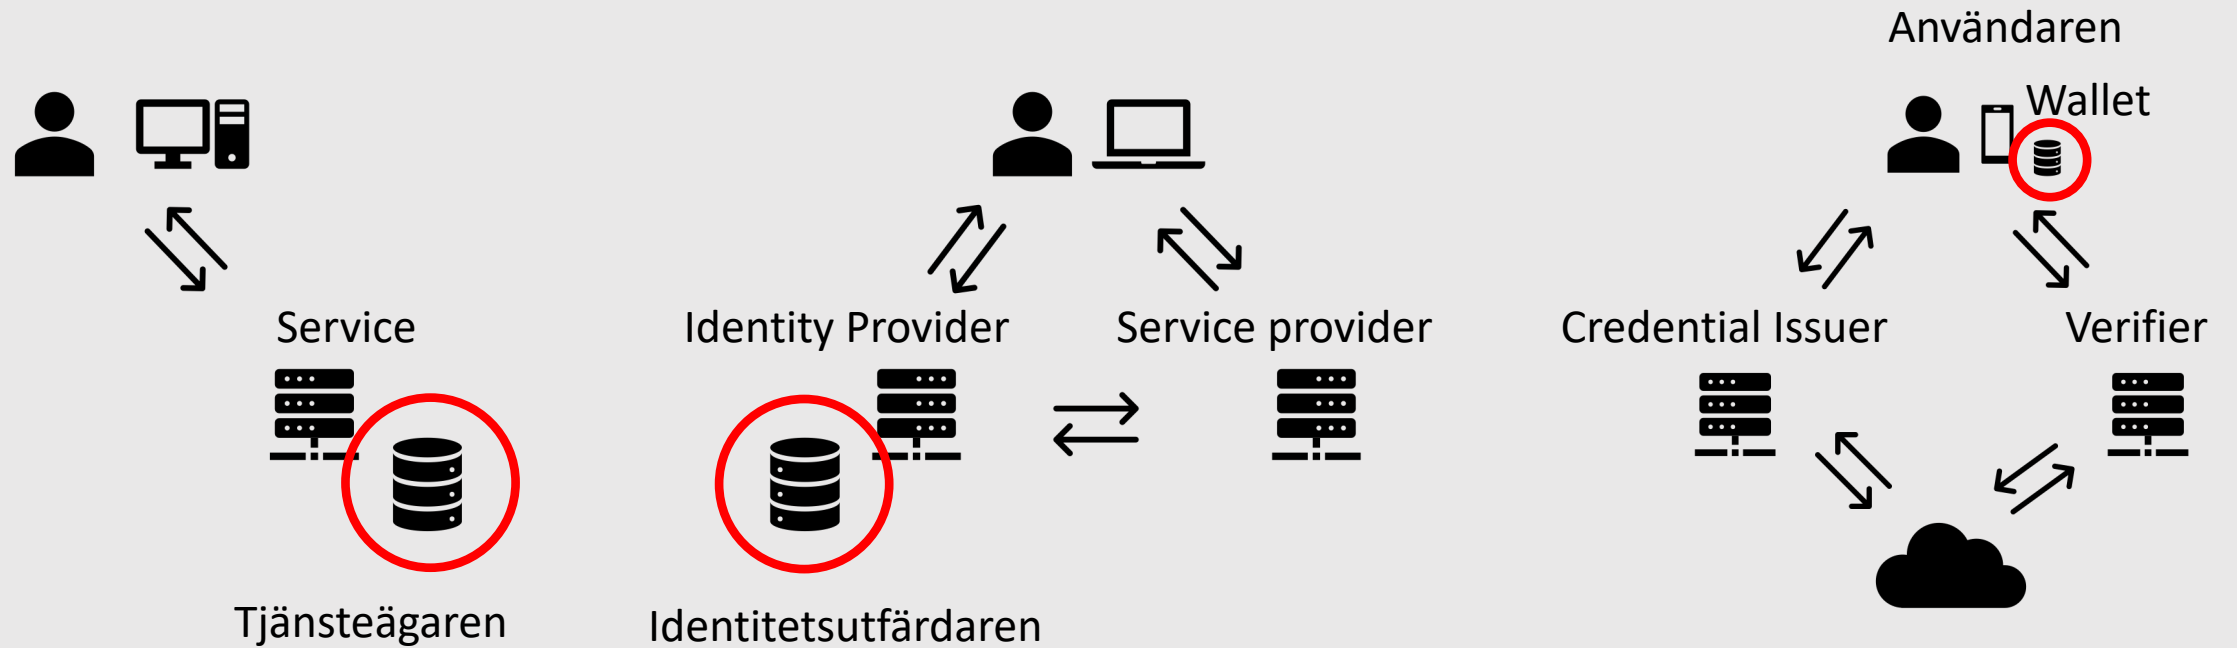 Användaren
Wallet
Service
Identity Provider
Service provider
Credential Issuer
Verifier
Tjänsteägaren
Identitetsutfärdaren